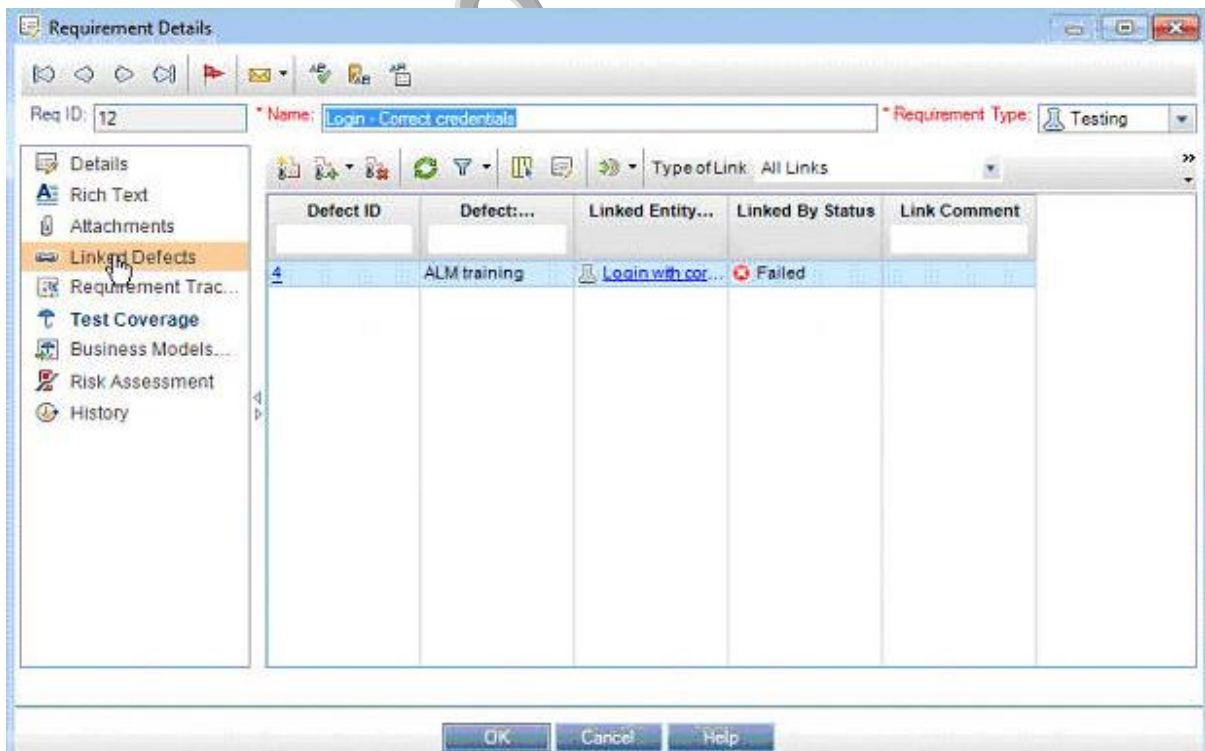 Requirement Details
Req ID: 12 * Name: Login - Correct credentials * Requirement Type: Testing
Details
Rich Text
Attachments
Linked Defects
Requirement Trac...
Test Coverage
Business Models...
Risk Assessment
History
Type of Link All Links
Defect ID Defect:... Linked Entity... Linked By Status Link Comment
4 ALM training Login with cor... Failed
OK Cancel Help